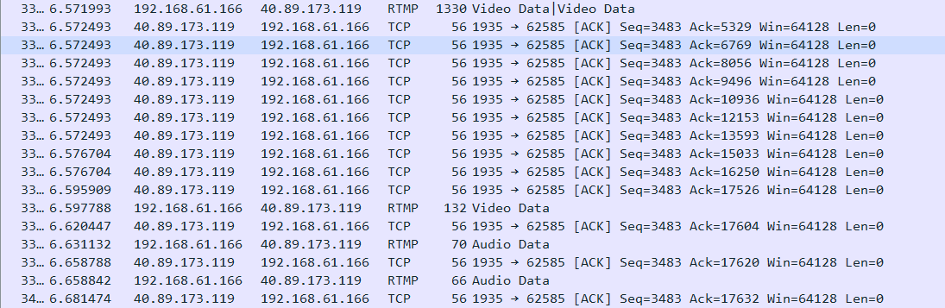 33… 6.571993 192.168.61.166 40.89.173.119 RTMP 1330 Video Data|Video Data
33… 6.572493 40.89.173.119 192.168.61.166 TCP 56 1935 → 62585 [ACK] Seq=3483 Ack=5329 Win=64128 Len=0
33… 6.572493 40.89.173.119 192.168.61.166 TCP 56 1935 → 62585 [ACK] Seq=3483 Ack=6769 Win=64128 Len=0
33… 6.572493 40.89.173.119 192.168.61.166 TCP 56 1935 → 62585 [ACK] Seq=3483 Ack=8056 Win=64128 Len=0
33… 6.572493 40.89.173.119 192.168.61.166 TCP 56 1935 → 62585 [ACK] Seq=3483 Ack=9496 Win=64128 Len=0
33… 6.572493 40.89.173.119 192.168.61.166 TCP 56 1935 → 62585 [ACK] Seq=3483 Ack=10936 Win=64128 Len=0
33… 6.572493 40.89.173.119 192.168.61.166 TCP 56 1935 → 62585 [ACK] Seq=3483 Ack=12153 Win=64128 Len=0
33… 6.572493 40.89.173.119 192.168.61.166 TCP 56 1935 → 62585 [ACK] Seq=3483 Ack=13593 Win=64128 Len=0
33… 6.576704 40.89.173.119 192.168.61.166 TCP 56 1935 → 62585 [ACK] Seq=3483 Ack=15033 Win=64128 Len=0
33… 6.576704 40.89.173.119 192.168.61.166 TCP 56 1935 → 62585 [ACK] Seq=3483 Ack=16250 Win=64128 Len=0
33… 6.595909 40.89.173.119 192.168.61.166 TCP 56 1935 → 62585 [ACK] Seq=3483 Ack=17526 Win=64128 Len=0
33… 6.597788 192.168.61.166 40.89.173.119 RTMP 132 Video Data
33… 6.620447 40.89.173.119 192.168.61.166 TCP 56 1935 → 62585 [ACK] Seq=3483 Ack=17604 Win=64128 Len=0
33… 6.631132 192.168.61.166 40.89.173.119 RTMP 70 Audio Data
33… 6.658788 40.89.173.119 192.168.61.166 TCP 56 1935 → 62585 [ACK] Seq=3483 Ack=17620 Win=64128 Len=0
33… 6.658842 192.168.61.166 40.89.173.119 RTMP 66 Audio Data
34… 6.681474 40.89.173.119 192.168.61.166 TCP 56 1935 → 62585 [ACK] Seq=3483 Ack=17632 Win=64128 Len=0